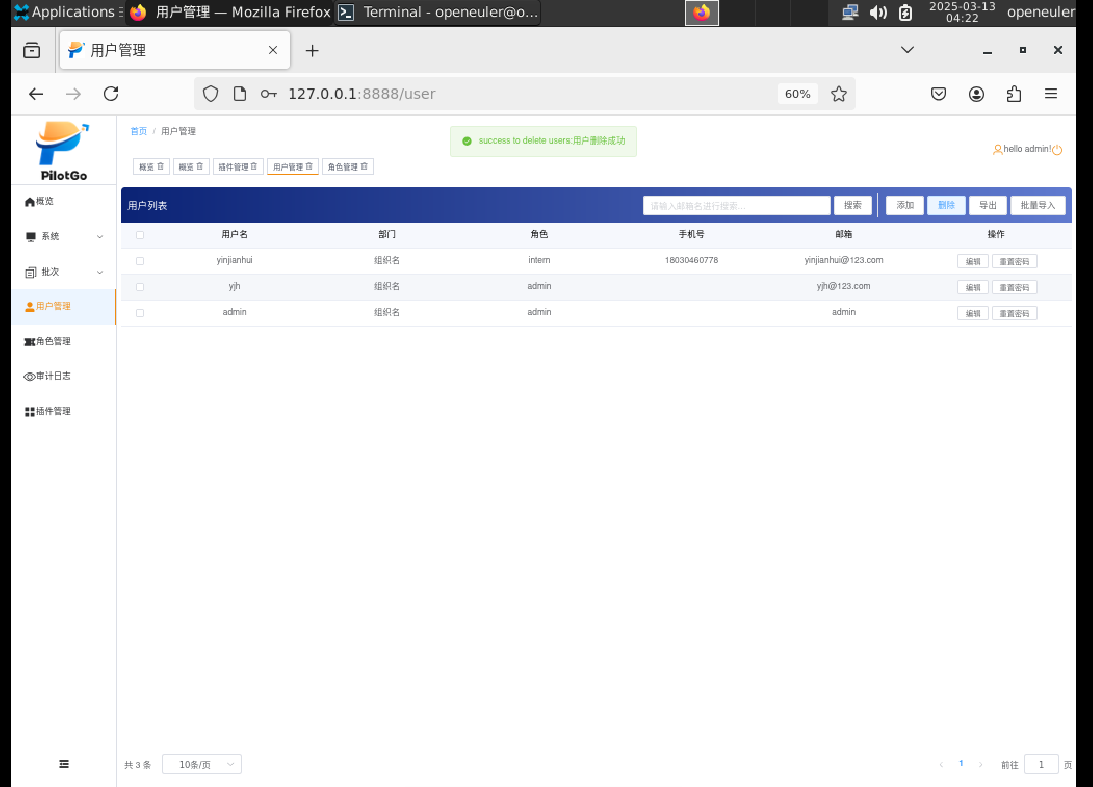 Applications
用户管理 — Mozilla Firefox
Terminal - openeuler@o...
2025-03-13
04:22
openeuler
用户管理
127.0.0.1:8888/user
60%
PilotGo
首页 / 用户管理
success to delete users:用户删除成功
hello admin!
概览
概览
插件管理
用户管理
角色管理
概览
系统
批次
用户管理
角色管理
审计日志
插件管理
用户列表
请输入邮箱名进行搜索...
搜索
添加
删除
导出
批量导入
用户名 部门 角色 手机号 邮箱 操作
yinjianhui 组织名 intern 18030460778 yinjianhui@123.com 编辑 重置密码
yjh 组织名 admin yjh@123.com 编辑 重置密码
admin 组织名 admin admin 编辑 重置密码
共 3 条
10条/页
1
前往 1 页